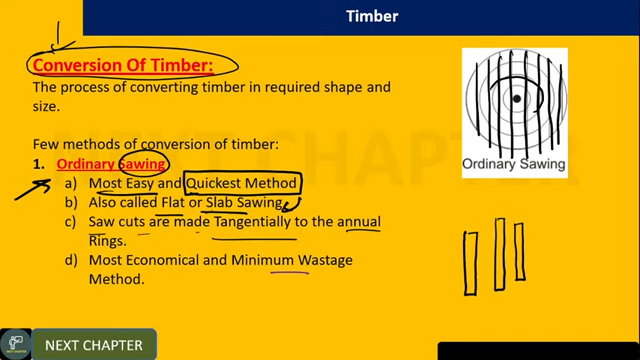 Timber
Conversion Of Timber:
The process of converting timber in required shape and
size.
Few methods of conversion of timber:
1. Ordinary Sawing
a) Most Easy and Quickest Method
b) Also called Flat or Slab Sawing
c) Saw cuts are made Tangentially to the annual
Rings.
d) Most Economical and Minimum Wastage
Method.
Ordinary Sawing
NEXT CHAPTER
NEXT CHAPTER